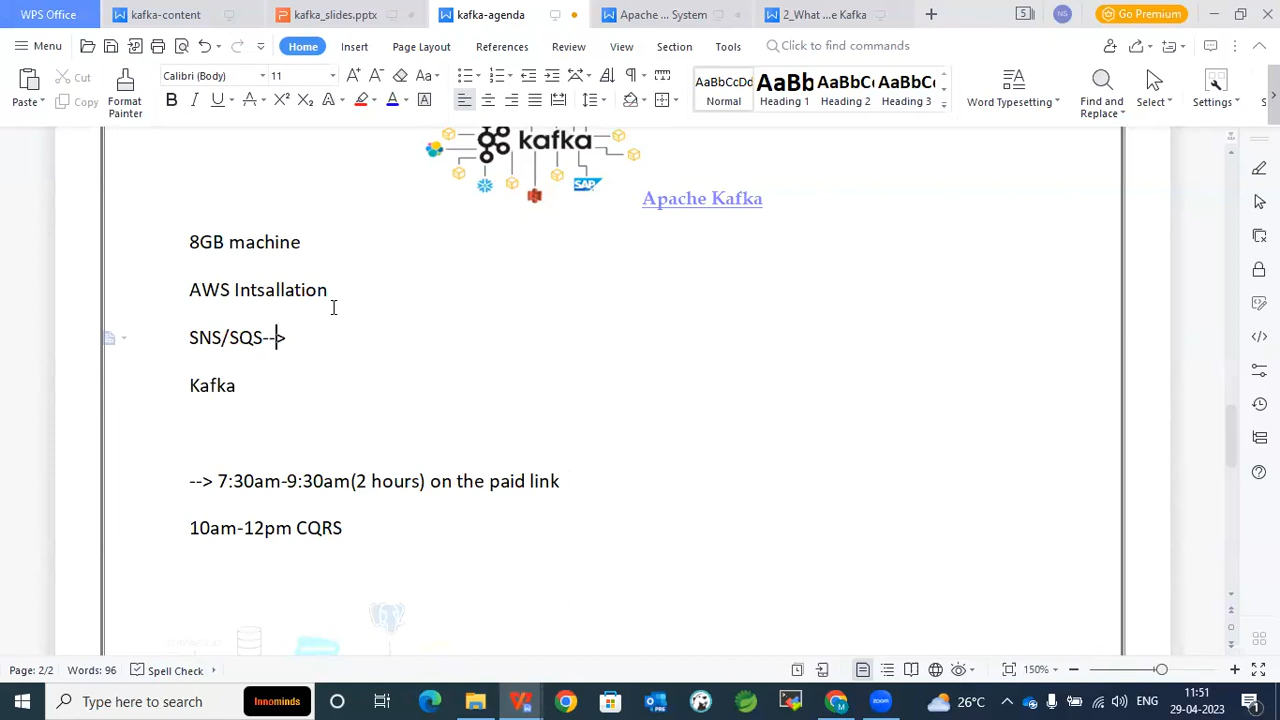 WPS Office
kafka-content
kafka_slides.pptx
kafka-agenda
Apache ... System
2_What ...e Kafka
5
NS
Go Premium
Menu
Home
Insert
Page Layout
References
Review
View
Section
Tools
Click to find commands
Paste
Cut
Copy
Format
Painter
Calibri (Body)
11
AaBbCcDd
Normal
AaBb
Heading 1
AaBbC
Heading 2
AaBbC
Heading 3
Word Typesetting
Find and
Replace
Select
Settings
kafka
SAP
Apache Kafka
8GB machine
AWS Intsallation
SNS/SQS-->
Kafka
--> 7:30am-9:30am(2 hours) on the paid link
10am-12pm CQRS
Page: 2/2
Words: 96
Spell Check
150%
Type here to search
Innominds
26°C
ENG
11:51
29-04-2023
1